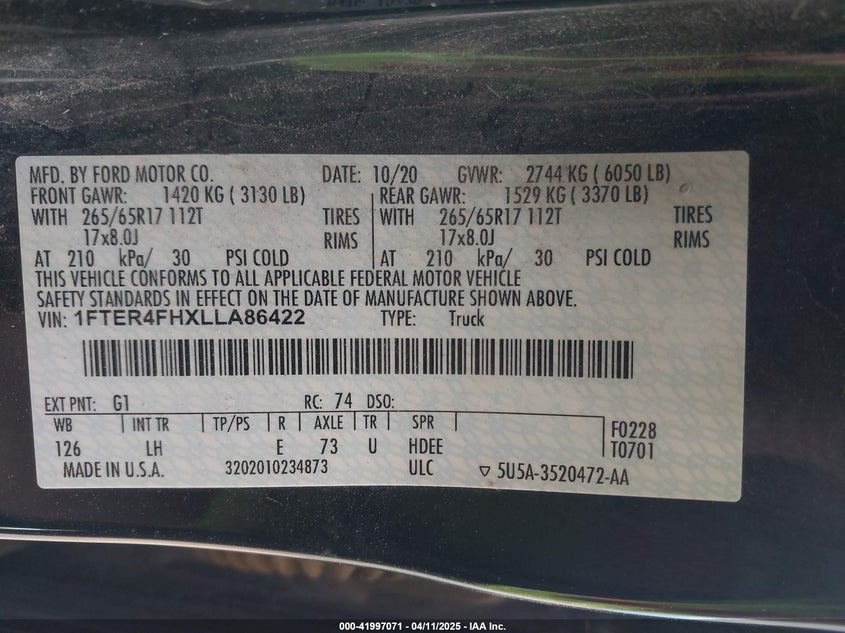 MFD. BY FORD MOTOR CO. DATE: 10/20 GVWR: 2744 KG ( 6050 LB)
FRONT GAWR: 1420 KG ( 3130 LB) REAR GAWR: 1529 KG ( 3370 LB)
WITH 265/65R17 112T TIRES WITH 265/65R17 112T TIRES
17x8.0J RIMS 17x8.0J RIMS
AT 210 kPa/ 30 PSI COLD AT 210 kPa/ 30 PSI COLD
THIS VEHICLE CONFORMS TO ALL APPLICABLE FEDERAL MOTOR VEHICLE
SAFETY STANDARDS IN EFFECT ON THE DATE OF MANUFACTURE SHOWN ABOVE.
VIN: 1FTER4FHXLLA86422 TYPE: Truck
EXT PNT: G1 RC: 74 DSO:
WB INT TR TP/PS R AXLE TR SPR F0228
126 LH E 73 U HDEE T0701
MADE IN U.S.A. 3202010234873 ULC ▽ 5U5A-3520472-AA
000-41997071 - 04/11/2025 - IAA Inc.